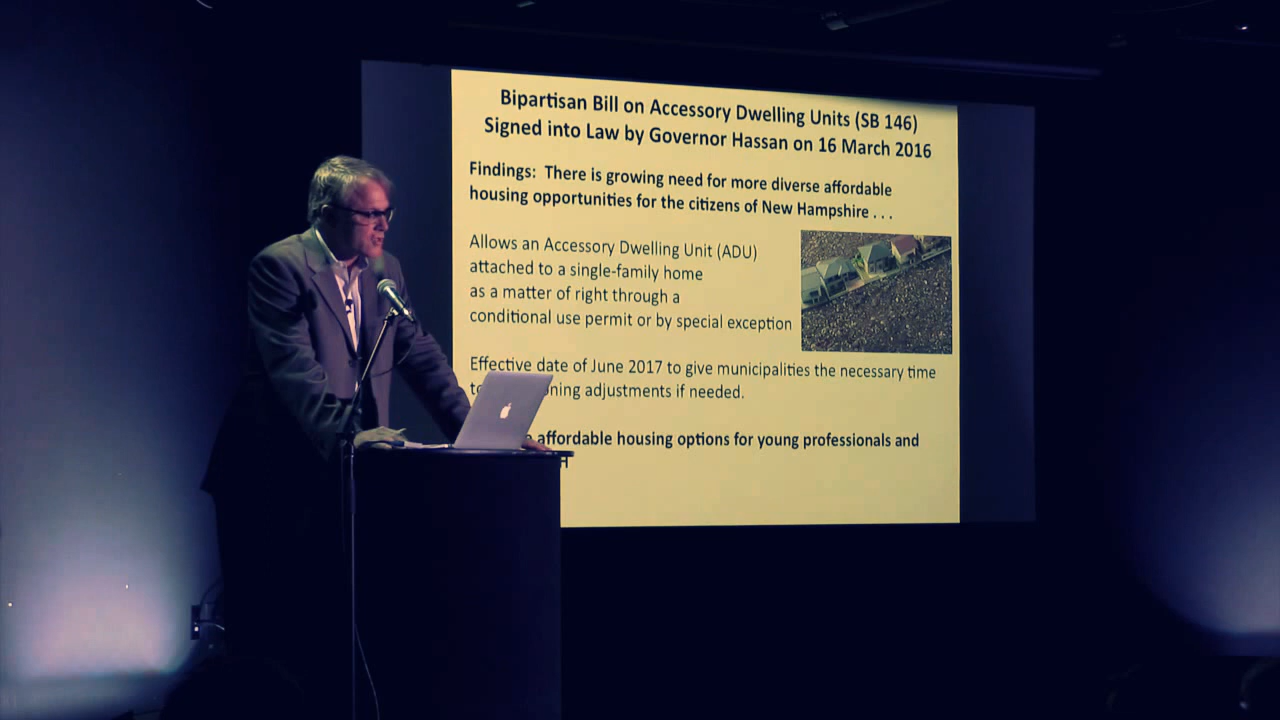 Bipartisan Bill on Accessory Dwelling Units (SB 146)
Signed into Law by Governor Hassan on 16 March 2016
Findings: There is growing need for more diverse affordable
housing opportunities for the citizens of New Hampshire . . .
Allows an Accessory Dwelling Unit (ADU)
attached to a single-family home
as a matter of right through a
conditional use permit or by special exception
Effective date of June 2017 to give municipalities the necessary time
adjustments if needed.
affordable housing options for young professionals and